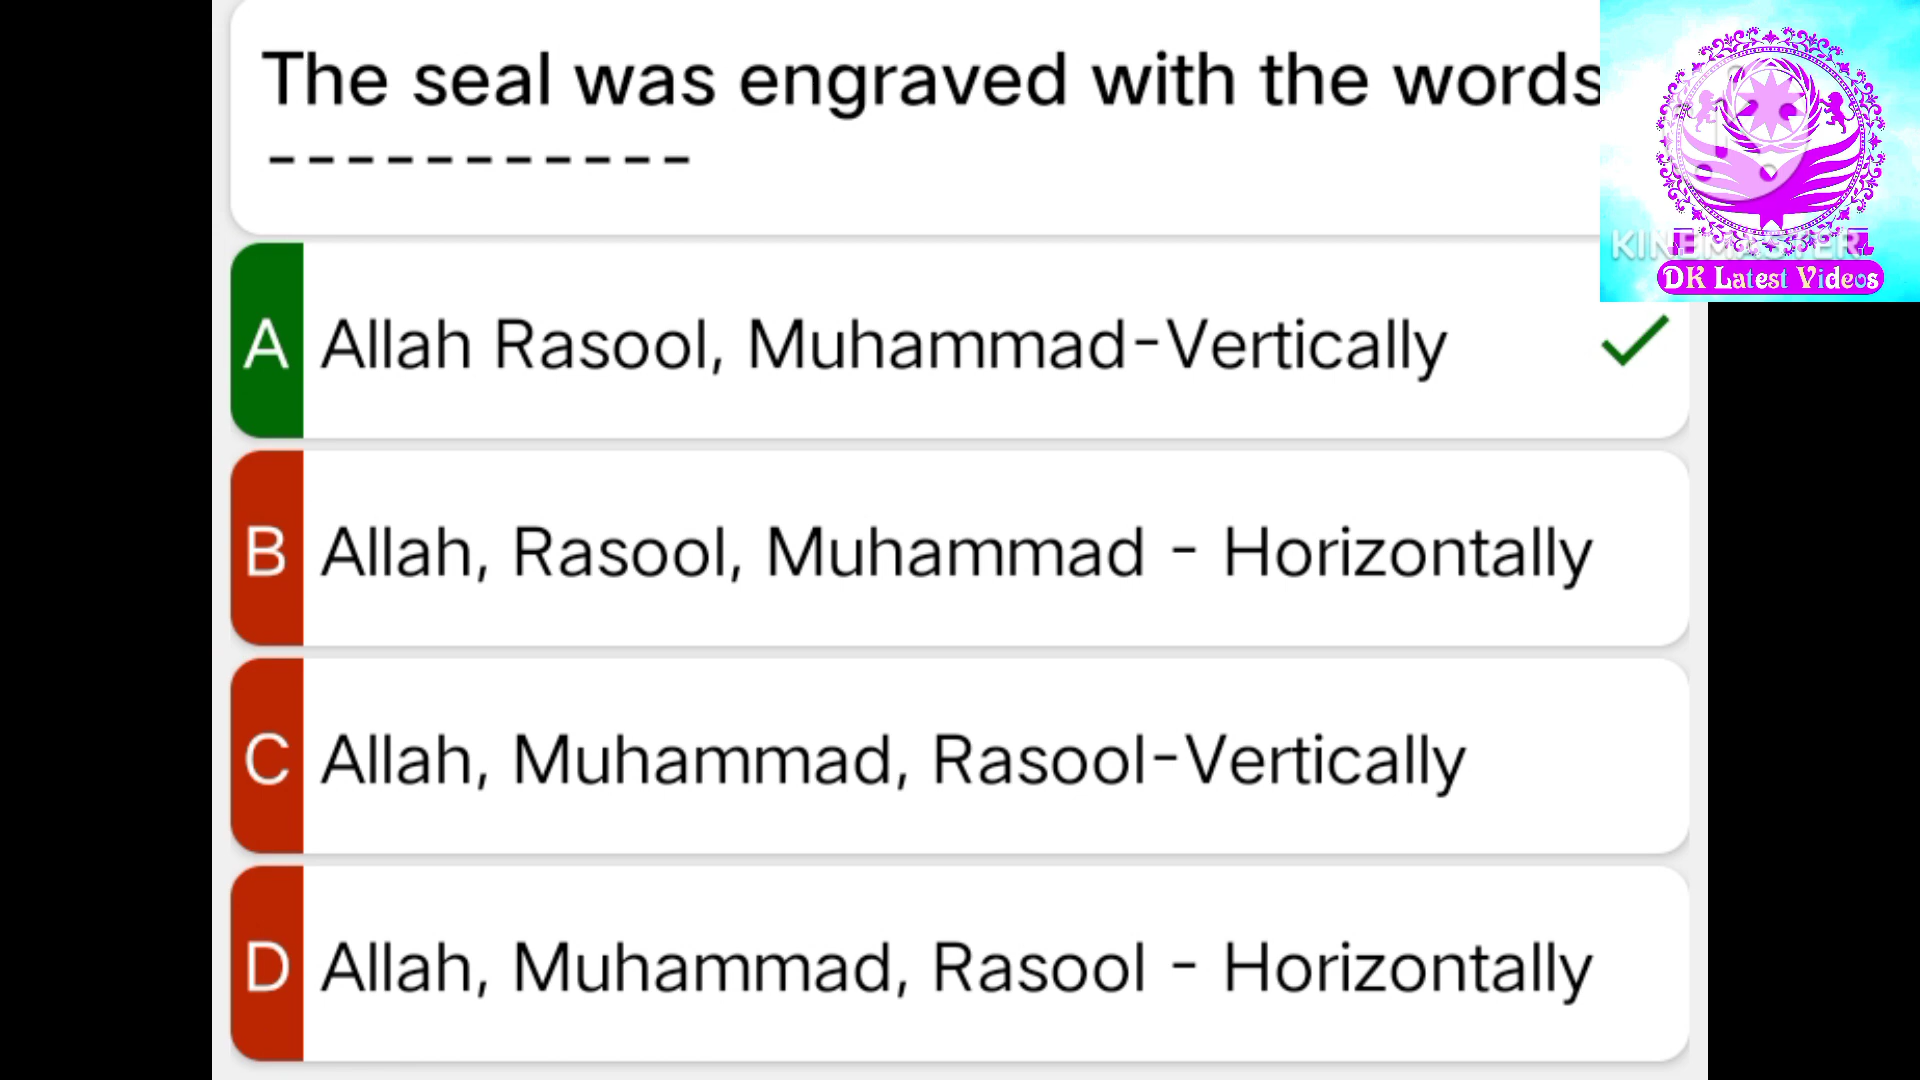 The seal was engraved with the words
-----------
KINEMASTER
DK Latest Videos
A Allah Rasool, Muhammad-Vertically
B Allah, Rasool, Muhammad - Horizontally
C Allah, Muhammad, Rasool-Vertically
D Allah, Muhammad, Rasool - Horizontally